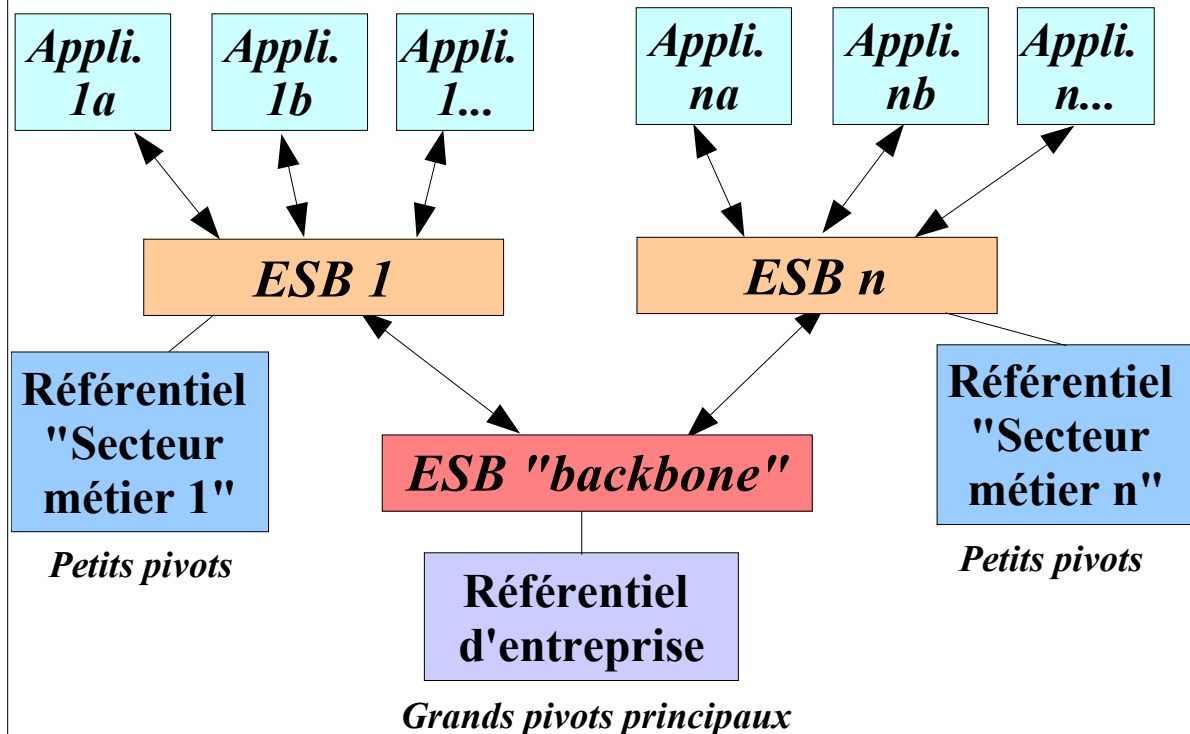 Appli.
1a
Appli.
1b
Appli.
1...
Appli.
na
Appli.
nb
Appli.
n...
ESB 1
ESB n
Référentiel
"Secteur
métier 1"
Petits pivots
ESB "backbone"
Référentiel
"Secteur
métier n"
Petits pivots
Référentiel
d'entreprise
Grands pivots principaux